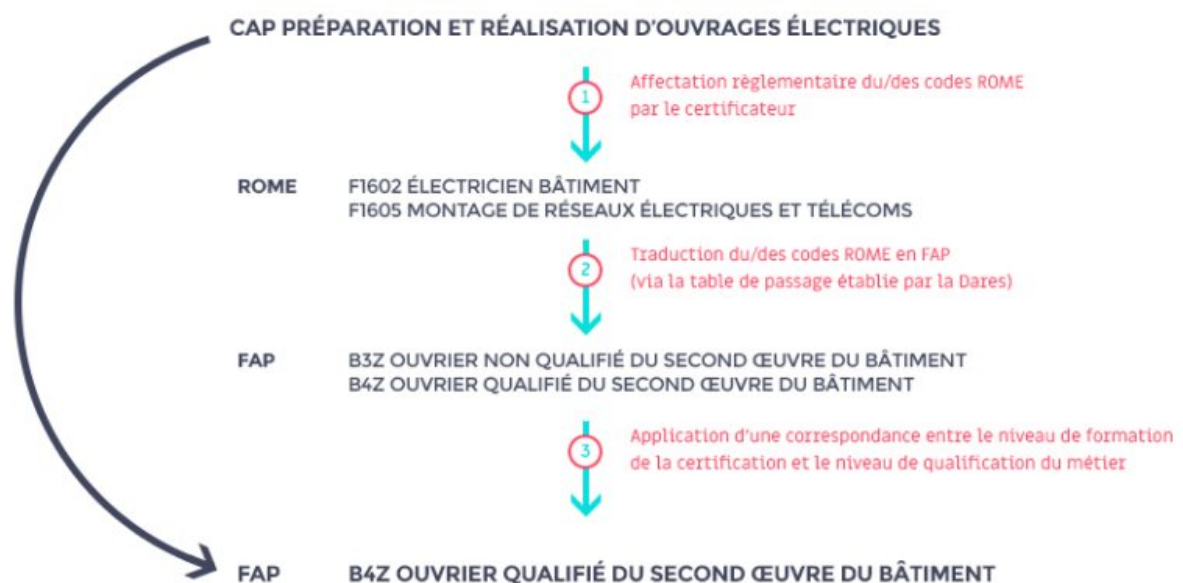 CAP PRÉPARATION ET RÉALISATION D'OUVRAGES ÉLECTRIQUES
1
Affectation règlementaire du/des codes ROME
par le certificateur
ROME F1602 ÉLECTRICIEN BÂTIMENT
F1605 MONTAGE DE RÉSEAUX ÉLECTRIQUES ET TÉLÉCOMS
2
Traduction du/des codes ROME en FAP
(via la table de passage établie par la Dares)
FAP B3Z OUVRIER NON QUALIFIÉ DU SECOND ŒUVRE DU BÂTIMENT
B4Z OUVRIER QUALIFIÉ DU SECOND ŒUVRE DU BÂTIMENT
3
Application d'une correspondance entre le niveau de formation
de la certification et le niveau de qualification du métier
FAP B4Z OUVRIER QUALIFIÉ DU SECOND ŒUVRE DU BÂTIMENT